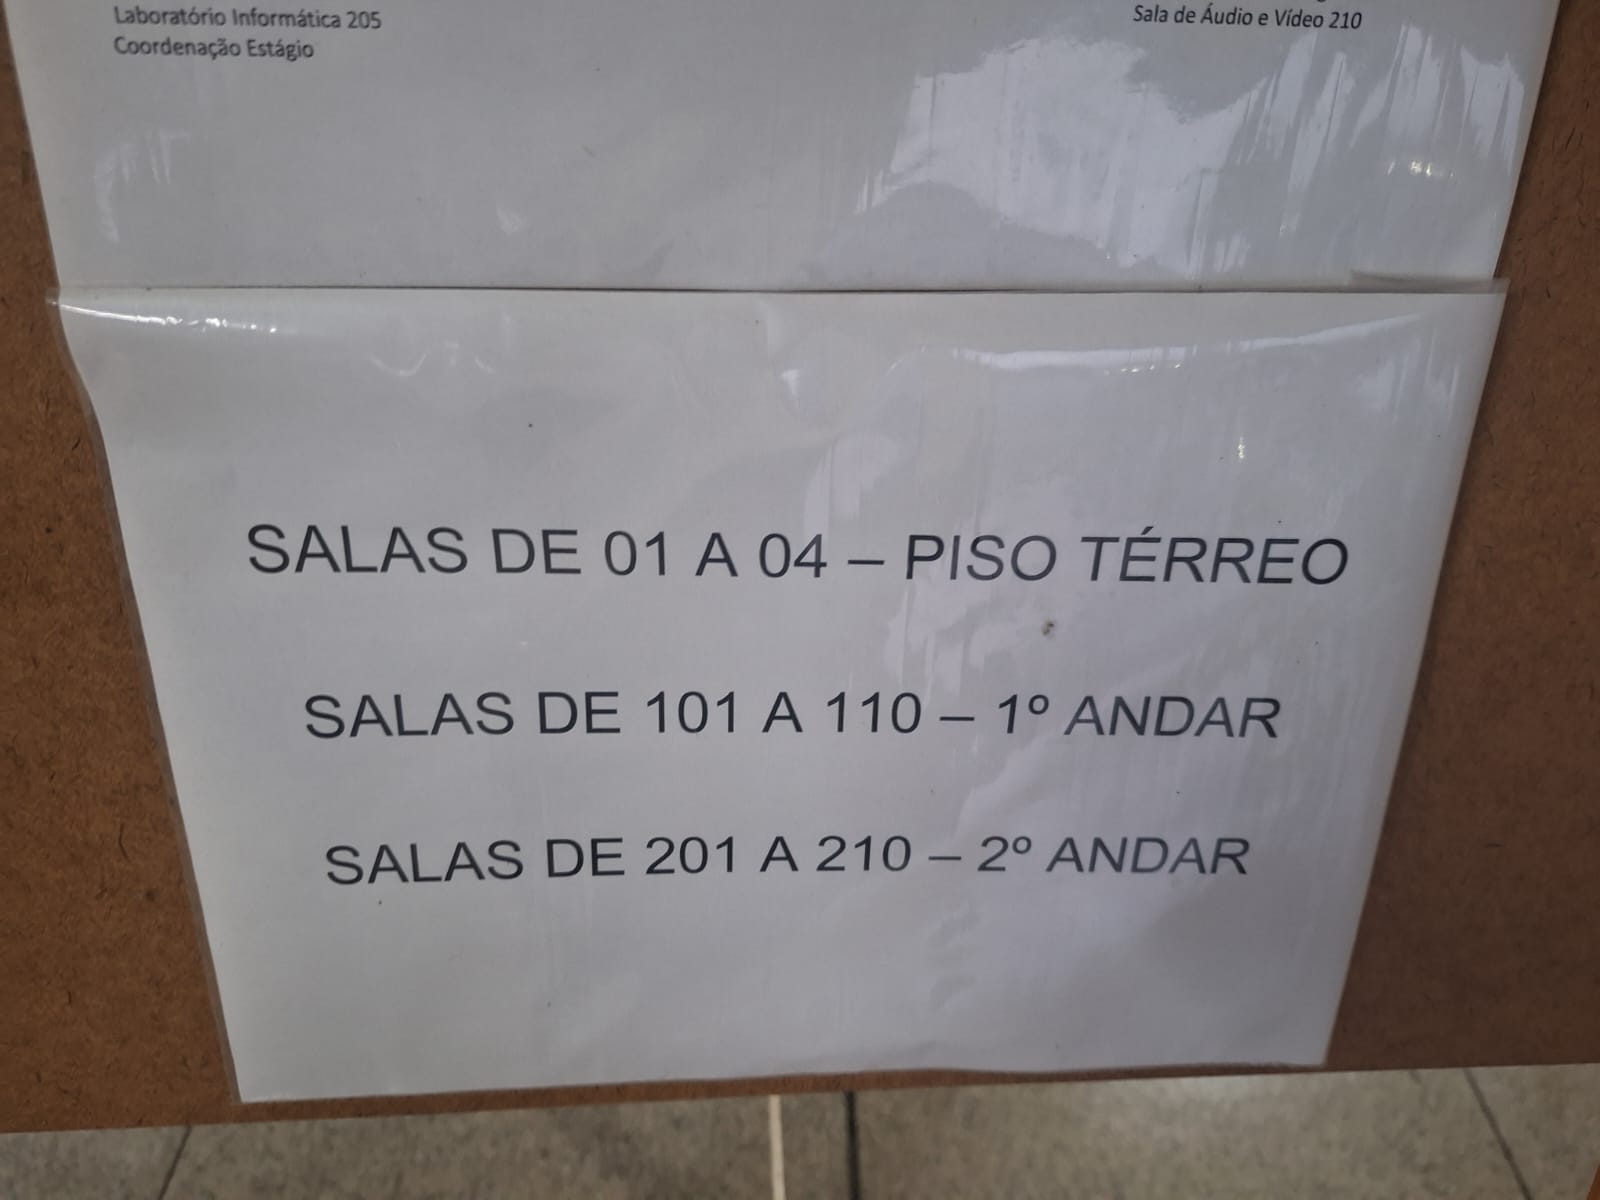 Laboratório Informática 205
Coordenação Estágio
Sala de Áudio e Vídeo 210
SALAS DE 01 A 04 – PISO TÉRREO
SALAS DE 101 A 110 – 1º ANDAR
SALAS DE 201 A 210 – 2º ANDAR